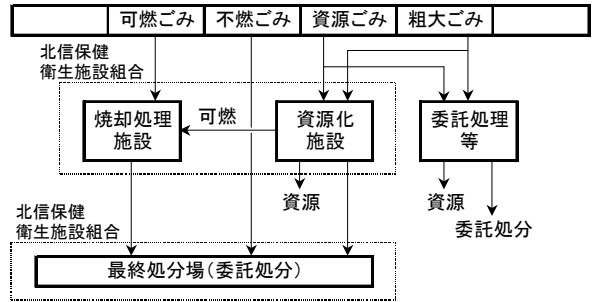 可燃ごみ 不燃ごみ 資源ごみ 粗大ごみ
北信保健
衛生施設組合
焼却処理
施設
可燃
資源化
施設
委託処理
等
資源
資源
委託処分
北信保健
衛生施設組合
最終処分場(委託処分)